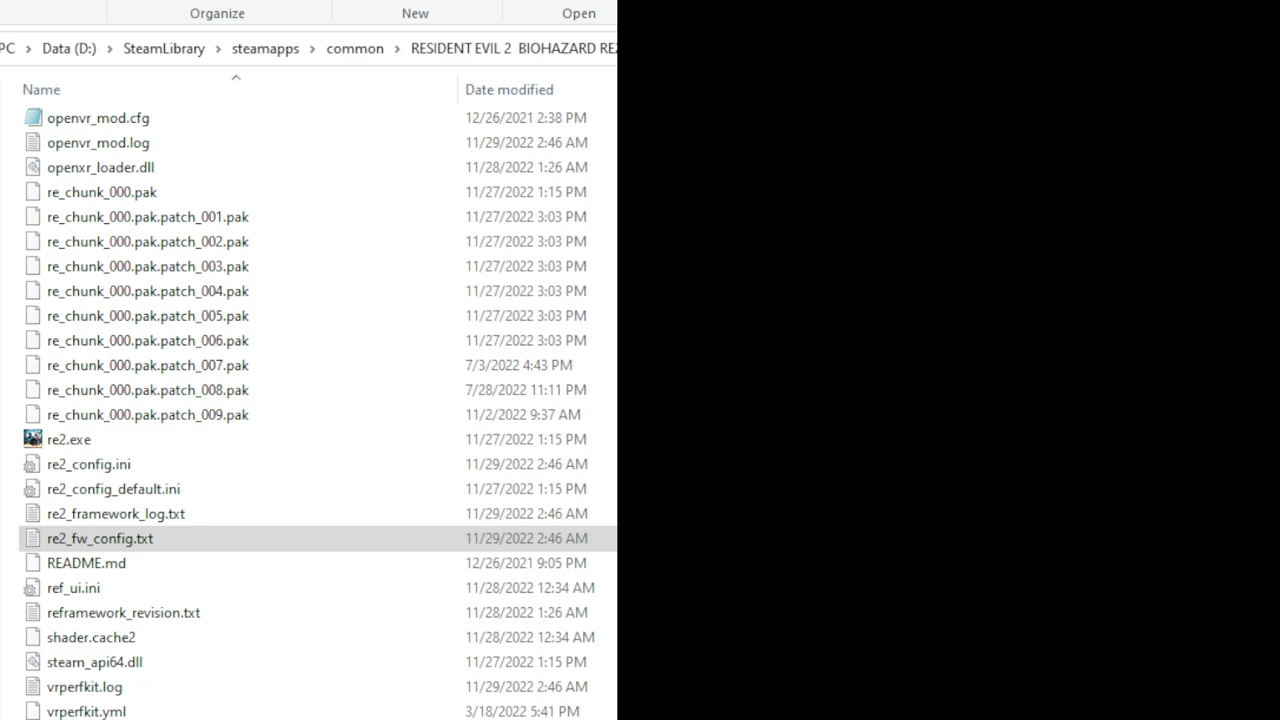 Organize New Open
PC > Data (D:) > SteamLibrary > steamapps > common > RESIDENT EVIL 2 BIOHAZARD RE2
Name Date modified
openvr_mod.cfg 12/26/2021 2:38 PM
openvr_mod.log 11/29/2022 2:46 AM
openxr_loader.dll 11/28/2022 1:26 AM
re_chunk_000.pak 11/27/2022 1:15 PM
re_chunk_000.pak.patch_001.pak 11/27/2022 3:03 PM
re_chunk_000.pak.patch_002.pak 11/27/2022 3:03 PM
re_chunk_000.pak.patch_003.pak 11/27/2022 3:03 PM
re_chunk_000.pak.patch_004.pak 11/27/2022 3:03 PM
re_chunk_000.pak.patch_005.pak 11/27/2022 3:03 PM
re_chunk_000.pak.patch_006.pak 11/27/2022 3:03 PM
re_chunk_000.pak.patch_007.pak 7/3/2022 4:43 PM
re_chunk_000.pak.patch_008.pak 7/28/2022 11:11 PM
re_chunk_000.pak.patch_009.pak 11/2/2022 9:37 AM
re2.exe 11/27/2022 1:15 PM
re2_config.ini 11/29/2022 2:46 AM
re2_config_default.ini 11/27/2022 1:15 PM
re2_framework_log.txt 11/29/2022 2:46 AM
re2_fw_config.txt 11/29/2022 2:46 AM
README.md 12/26/2021 9:05 PM
ref_ui.ini 11/28/2022 12:34 AM
reframework_revision.txt 11/28/2022 1:26 AM
shader.cache2 11/28/2022 12:34 AM
steam_api64.dll 11/27/2022 1:15 PM
vrperfkit.log 11/29/2022 2:46 AM
vrperfkit.yml 3/18/2022 5:41 PM